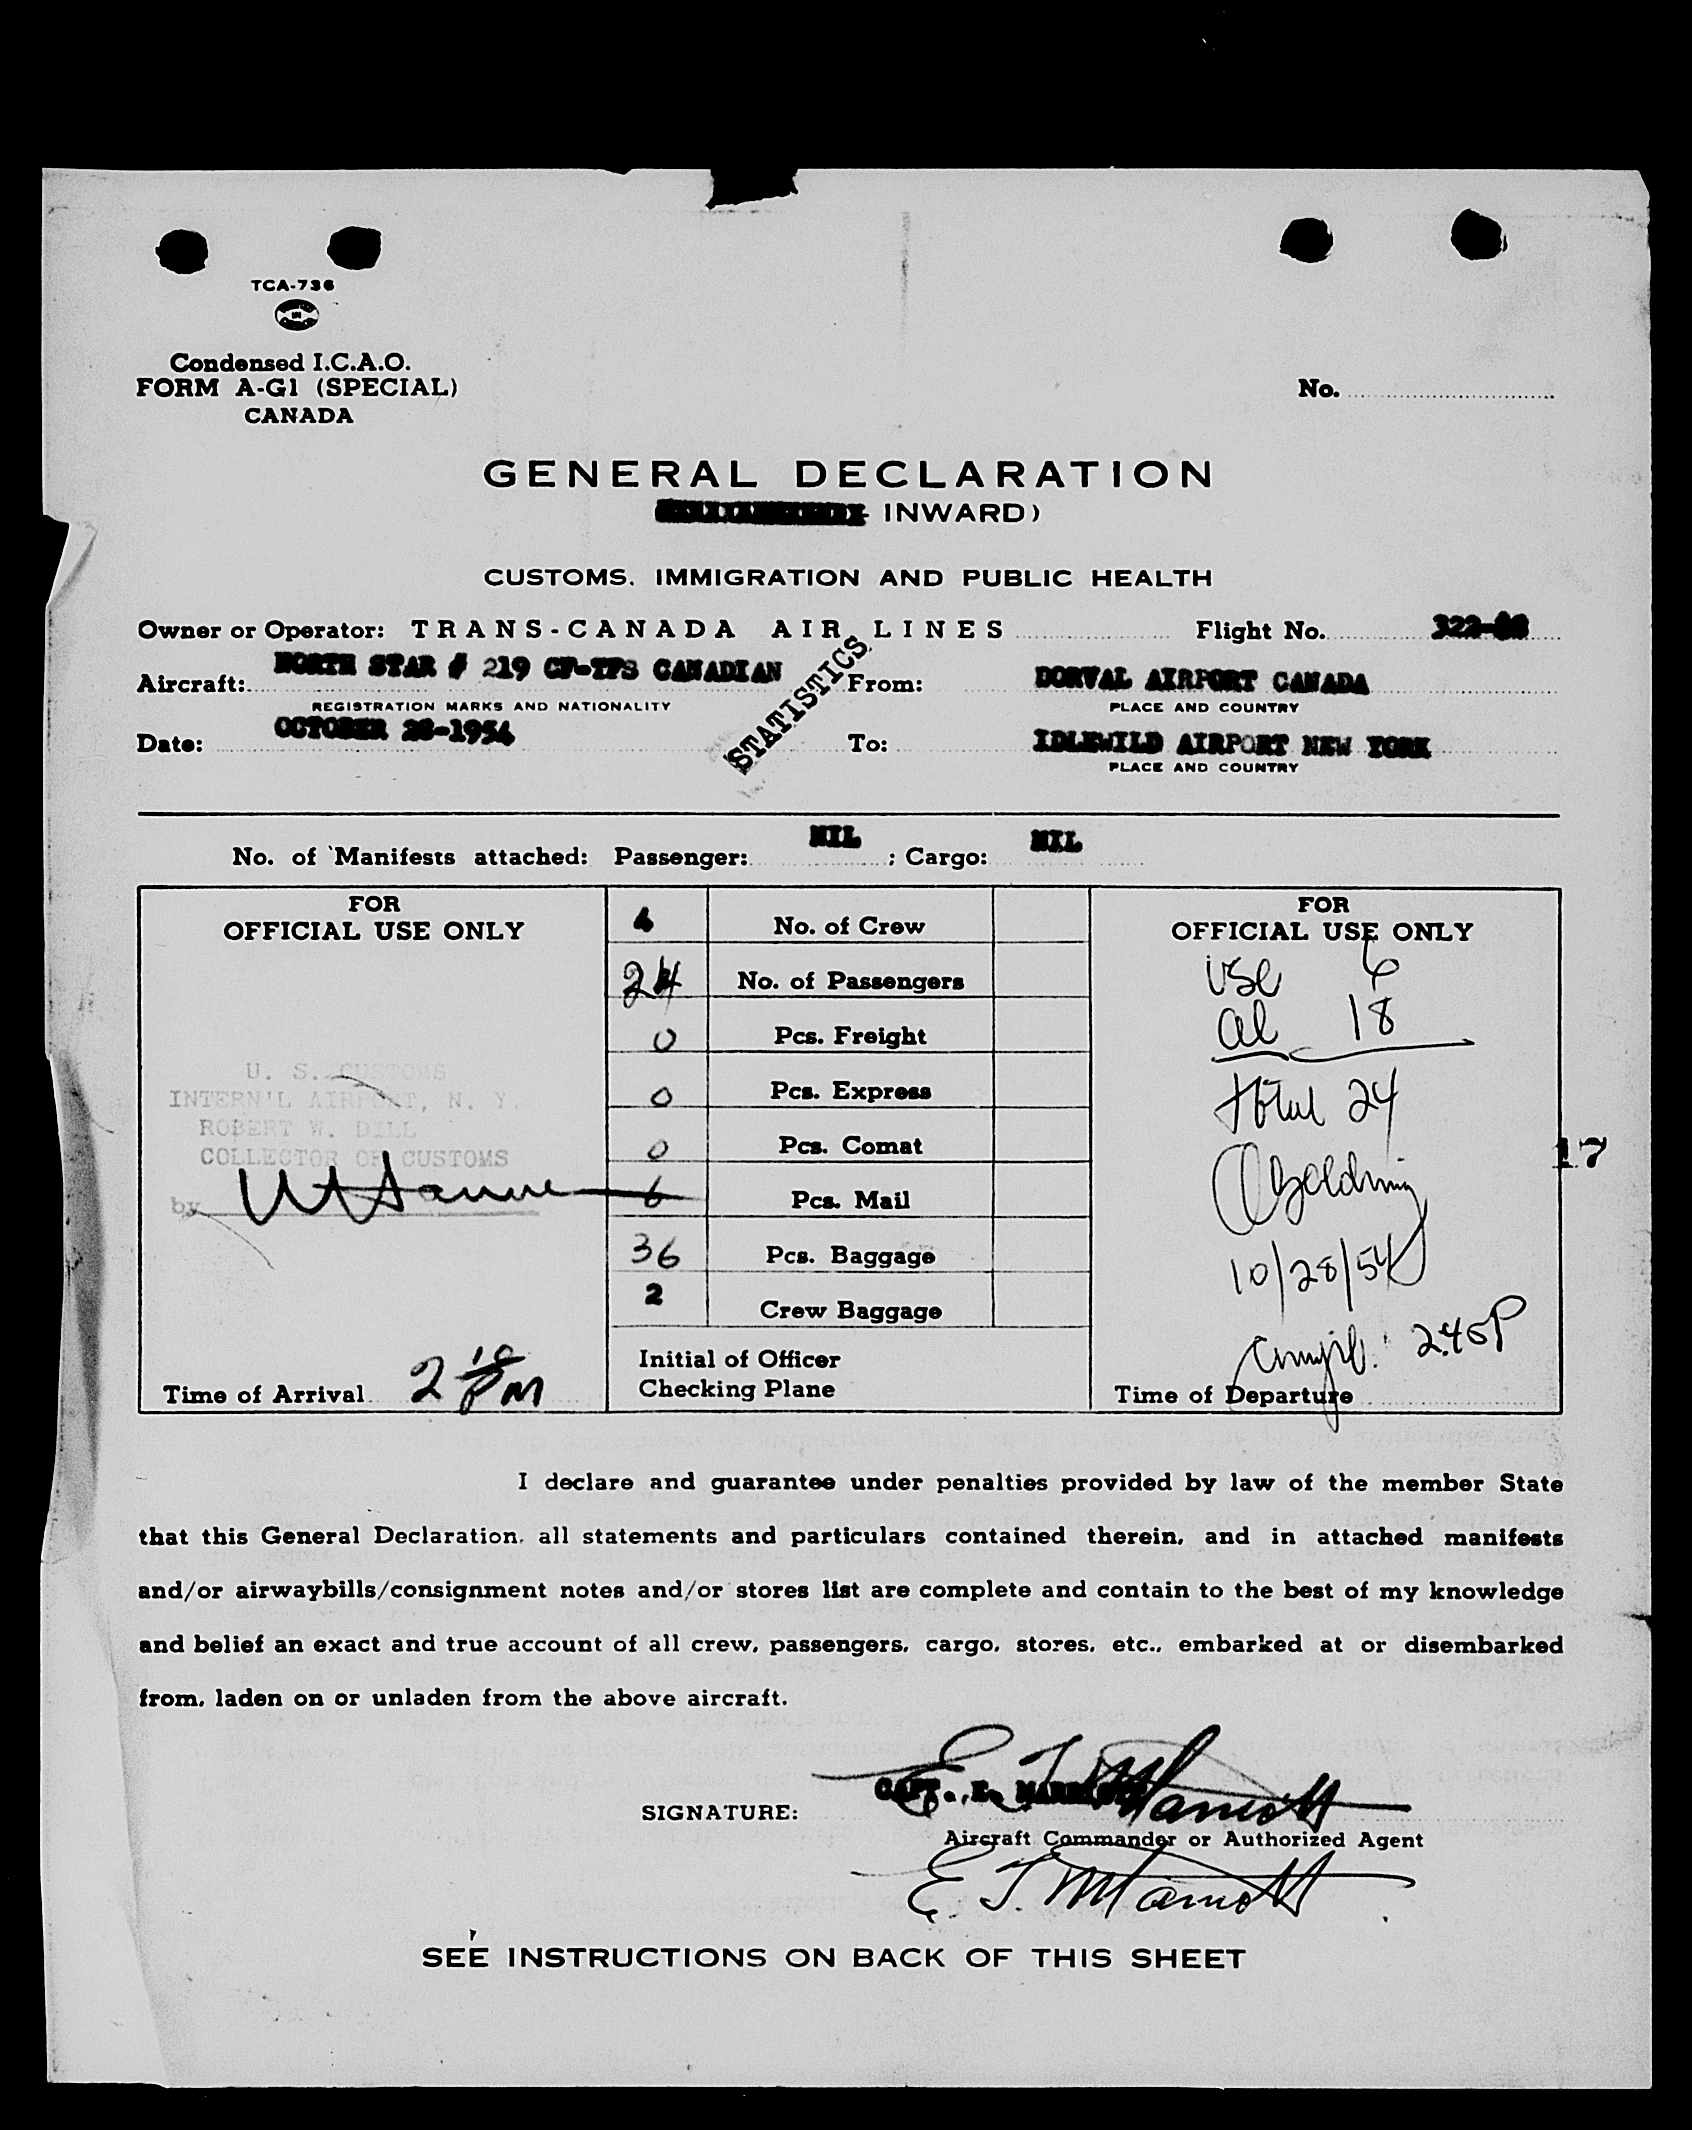 TCA-736
Condensed I.C.A.O.
FORM A-G1 (SPECIAL)
CANADA
No.
GENERAL DECLARATION
INWARD)
CUSTOMS, IMMIGRATION AND PUBLIC HEALTH
Owner or Operator: TRANS-CANADA AIR LINES Flight No. 322-28
Aircraft: NORTH STAR # 219 CF-TFS CANADIAN From: DORVAL AIRPORT CANADA
REGISTRATION MARKS AND NATIONALITY PLACE AND COUNTRY
STATISTICS
Date: OCTOBER 28-1954 To: IDLEWILD AIRPORT NEW YORK
PLACE AND COUNTRY
No. of Manifests attached: Passenger: NIL ; Cargo: NIL
FOR
OFFICIAL USE ONLY
U. S. CUSTOMS
INTERN'L AIRPORT, N. Y.
ROBERT W. DILL
COLLECTOR OF CUSTOMS
by
Time of Arrival 2 18 PM
No. of Crew
24 No. of Passengers
0 Pcs. Freight
0 Pcs. Express
0 Pcs. Comat
6 Pcs. Mail
36 Pcs. Baggage
2 Crew Baggage
Initial of Officer
Checking Plane
FOR
OFFICIAL USE ONLY
USC 6
al 18
total 24
17
10/28/54
2.45P
Time of Departure
I declare and guarantee under penalties provided by law of the member State
that this General Declaration, all statements and particulars contained therein, and in attached manifests
and/or airwaybills/consignment notes and/or stores list are complete and contain to the best of my knowledge
and belief an exact and true account of all crew, passengers, cargo, stores, etc., embarked at or disembarked
from, laden on or unladen from the above aircraft.
CAPT. E. MARRIOTT
E. T. Marriott
SIGNATURE:
Aircraft Commander or Authorized Agent
E. T. Marriott
SEE INSTRUCTIONS ON BACK OF THIS SHEET